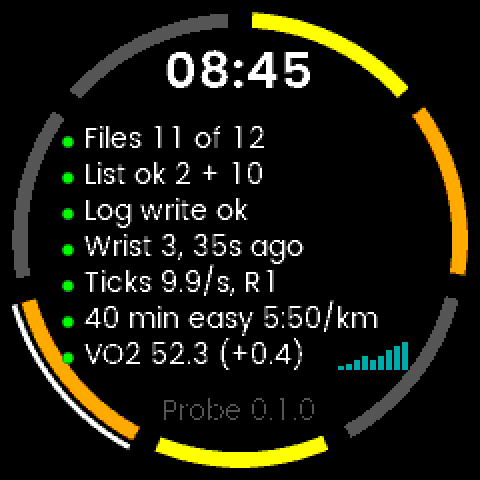 08:45
Files 11 of 12
List ok 2 + 10
Log write ok
Wrist 3, 35s ago
Ticks 9.9/s, R1
40 min easy 5:50/km
VO2 52.3 (+0.4)
Probe 0.1.0